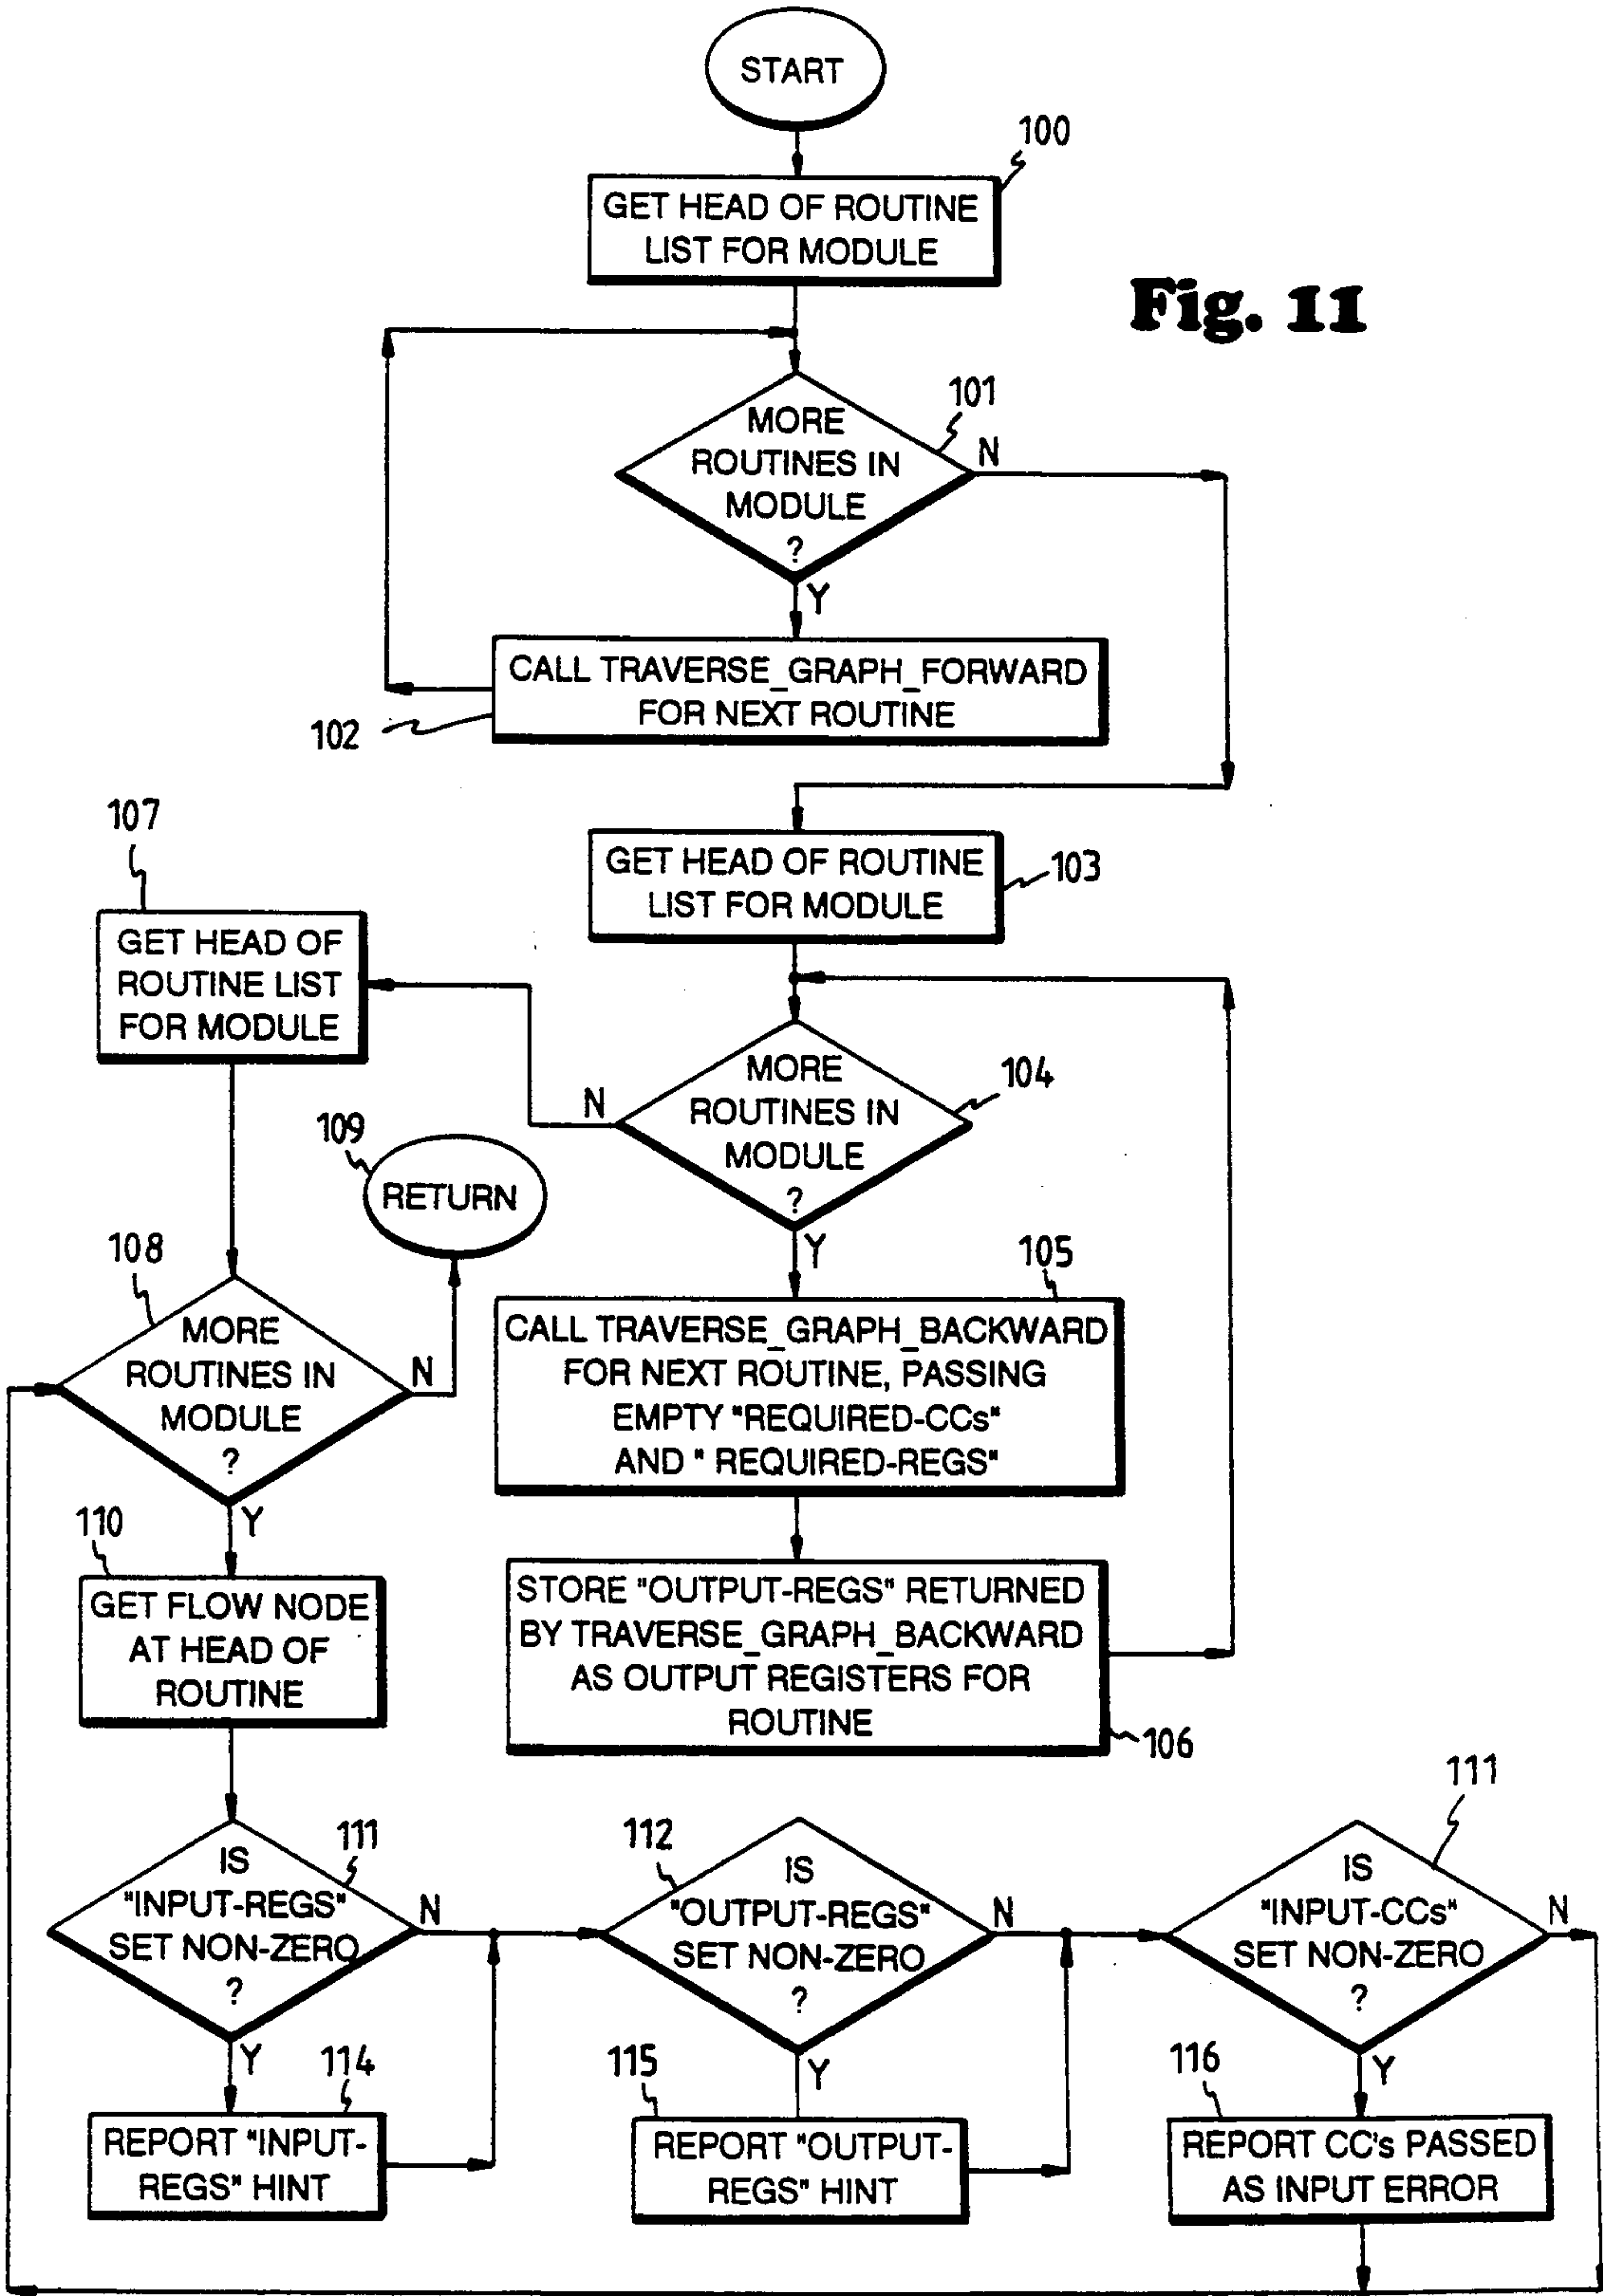 START
100
GET HEAD OF ROUTINE
LIST FOR MODULE
Fig. 11
101
MORE
ROUTINES IN
MODULE
?
N
Y
CALL TRAVERSE_GRAPH_FORWARD
FOR NEXT ROUTINE
102
103
GET HEAD OF ROUTINE
LIST FOR MODULE
107
GET HEAD OF
ROUTINE LIST
FOR MODULE
104
MORE
ROUTINES IN
MODULE
?
N
Y
109
RETURN
108
MORE
ROUTINES IN
MODULE
?
N
Y
105
CALL TRAVERSE_GRAPH_BACKWARD
FOR NEXT ROUTINE, PASSING
EMPTY "REQUIRED-CCs"
AND " REQUIRED-REGS"
110
GET FLOW NODE
AT HEAD OF
ROUTINE
STORE "OUTPUT-REGS" RETURNED
BY TRAVERSE_GRAPH_BACKWARD
AS OUTPUT REGISTERS FOR
ROUTINE
106
111
IS
"INPUT-REGS"
SET NON-ZERO
?
N
Y
112
IS
"OUTPUT-REGS"
SET NON-ZERO
?
N
Y
111
IS
"INPUT-CCs"
SET NON-ZERO
?
N
Y
114
REPORT "INPUT-
REGS" HINT
115
REPORT "OUTPUT-
REGS" HINT
116
REPORT CC's PASSED
AS INPUT ERROR